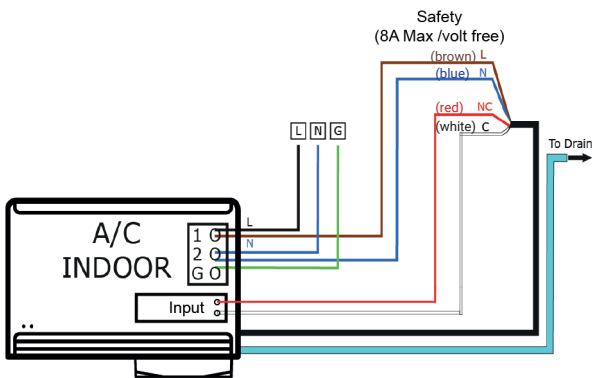 Safety
(8A Max /volt free)
(brown) L
(blue) N
(red) NC
(white) C
L N G
To Drain
L
N
A/C
INDOOR
1
2
G
Input